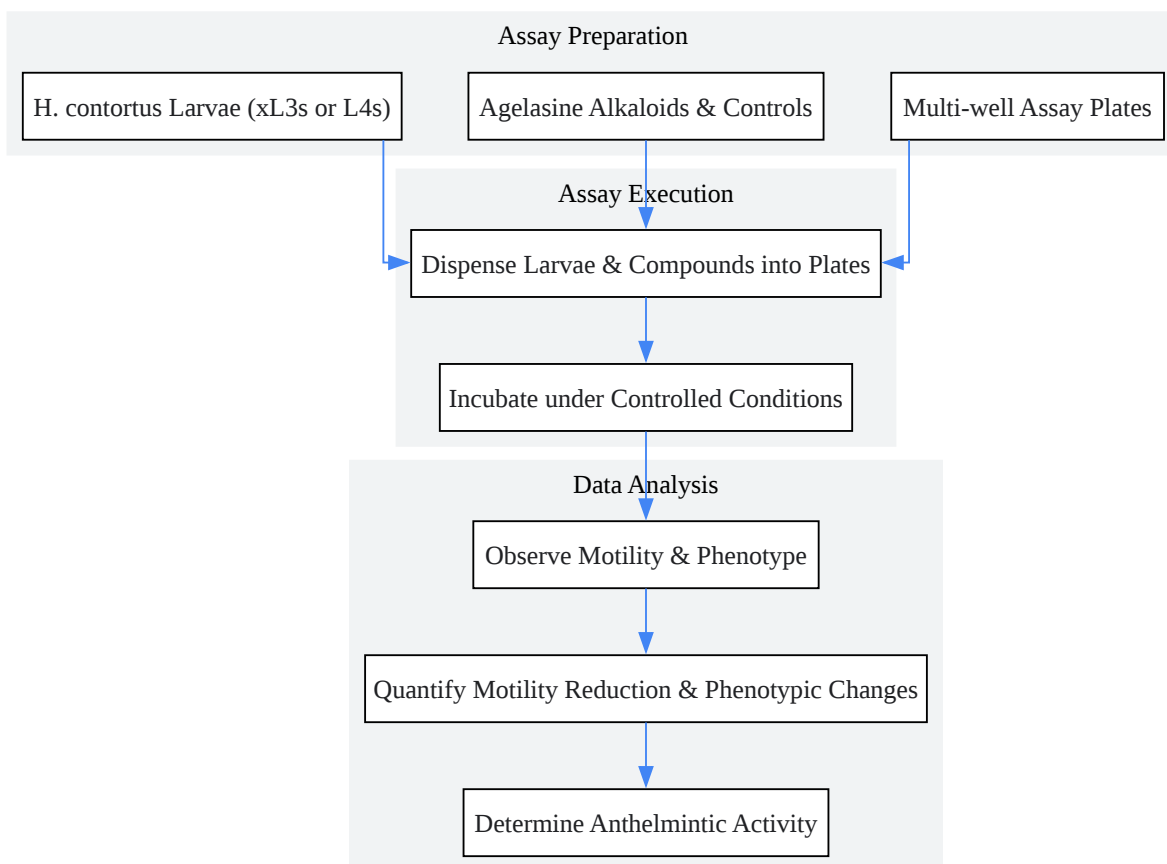 Assay Preparation
H. contortus Larvae (xL3s or L4s)
Agelasine Alkaloids & Controls
Multi-well Assay Plates
Assay Execution
Dispense Larvae & Compounds into Plates
Incubate under Controlled Conditions
Data Analysis
Observe Motility & Phenotype
Quantify Motility Reduction & Phenotypic Changes
Determine Anthelmintic Activity